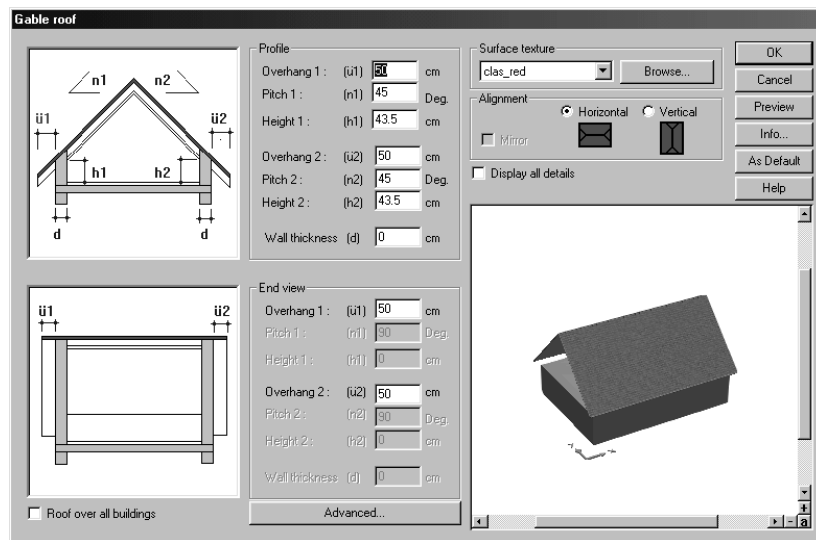 Gable roof
n1 n2
ü1 ü2
h1 h2
d d
Profile
Overhang 1 : (ü1) 50 cm
Pitch 1 : (n1) 45 Deg.
Height 1 : (h1) 43.5 cm
Overhang 2 : (ü2) 50 cm
Pitch 2 : (n2) 45 Deg.
Height 2 : (h2) 43.5 cm
Wall thickness (d) 0 cm
Surface texture
clas_red Browse...
Alignment
Horizontal Vertical
Mirror
Display all details
OK
Cancel
Preview
Info...
As Default
Help
ü1 ü2
End view
Overhang 1 : (ü1) 50 cm
Pitch 1 : (n1) 90 Deg.
Height 1 : (h1) 0 cm
Overhang 2 : (ü2) 50 cm
Pitch 2 : (n2) 90 Deg.
Height 2 : (h2) 0 cm
Wall thickness (d) 0 cm
Roof over all buildings
Advanced...
+
- a